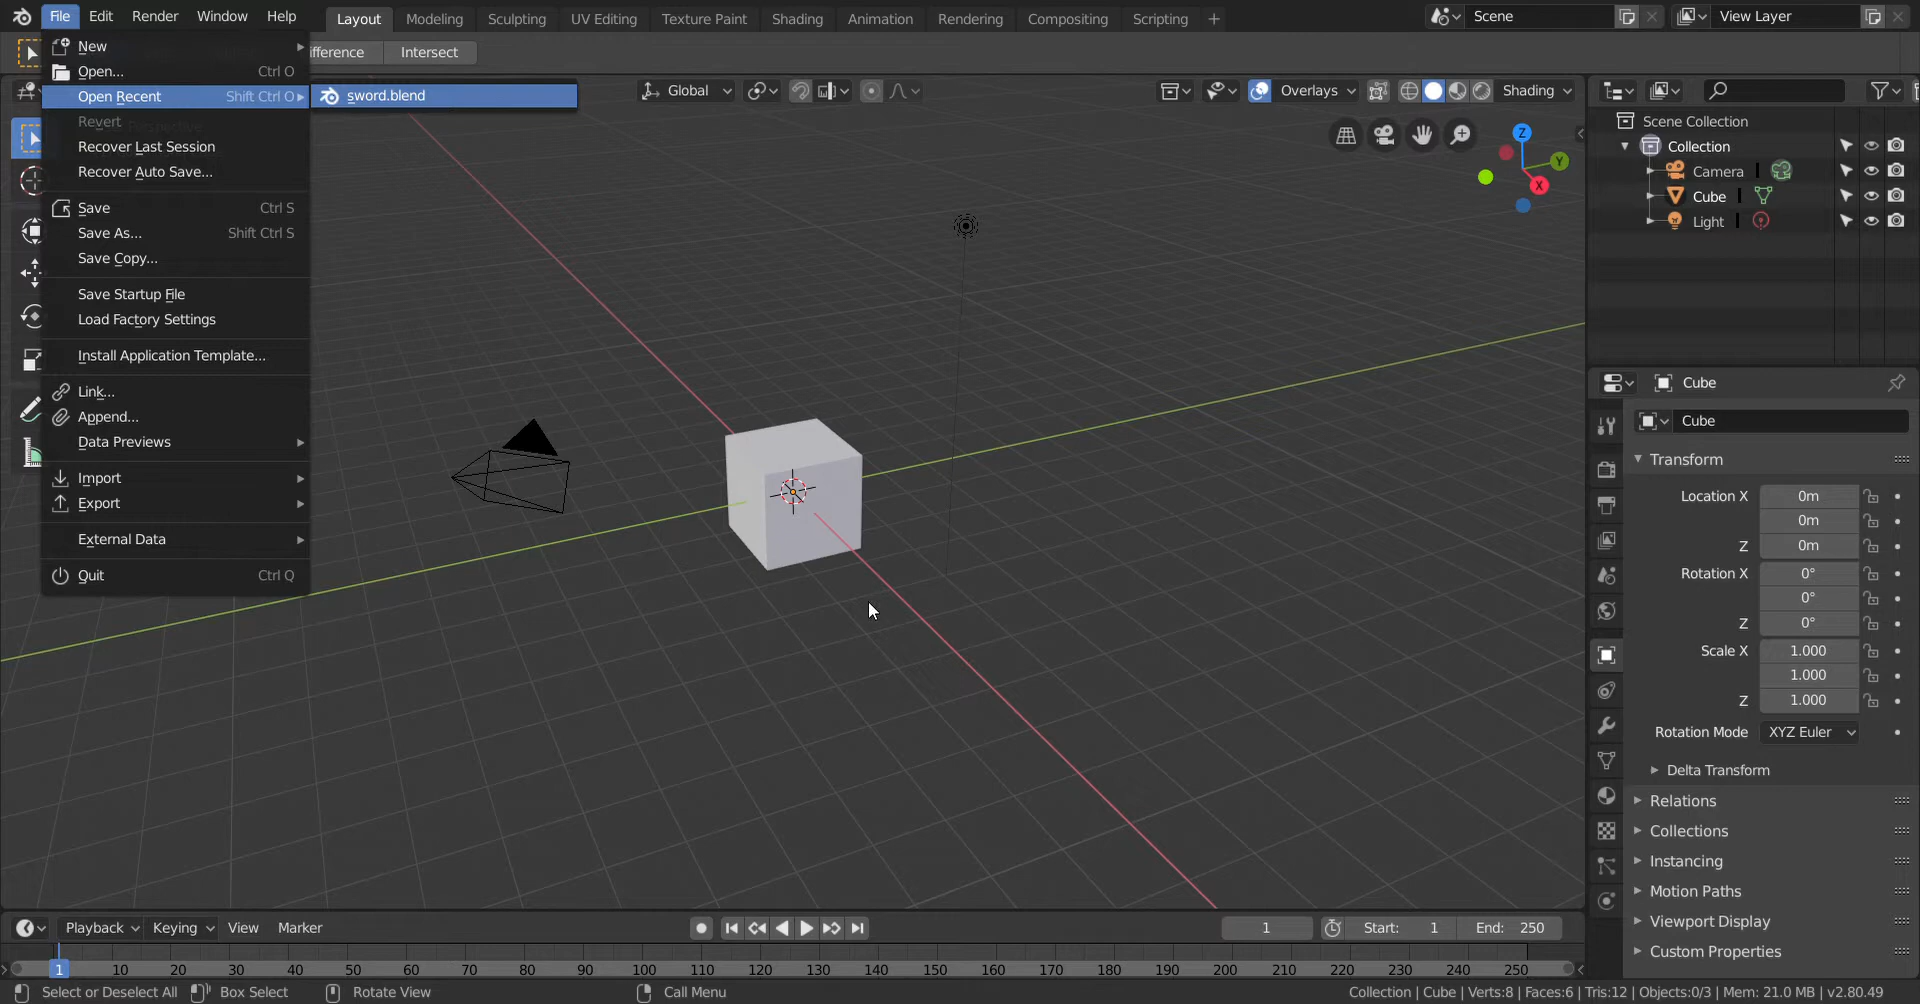 File Edit Render Window Help Layout Modeling Sculpting UV Editing Texture Paint Shading Animation Rendering Compositing Scripting + Scene View Layer
New
ifference Intersect
Open... Ctrl O
Open Recent Shift Ctrl O
sword.blend
Global
Overlays
Shading
Revert
Recover Last Session
Recover Auto Save...
Save Ctrl S
Save As... Shift Ctrl S
Save Copy...
Save Startup File
Load Factory Settings
Install Application Template...
Link...
Append...
Data Previews
Import
Export
External Data
Quit Ctrl Q
Z
Y
X
Scene Collection
Collection
Camera
Cube
Light
Cube
Cube
Transform
Location X 0m
0m
Z 0m
Rotation X 0°
0°
Z 0°
Scale X 1.000
1.000
Z 1.000
Rotation Mode XYZ Euler
Delta Transform
Relations
Collections
Instancing
Motion Paths
Viewport Display
Custom Properties
Playback Keying View Marker 1 Start: 1 End: 250
1 10 20 30 40 50 60 70 80 90 100 110 120 130 140 150 160 170 180 190 200 210 220 230 240 250
Select or Deselect All Box Select Rotate View Call Menu Collection | Cube | Verts:8 | Faces:6 | Tris:12 | Objects:0/3 | Mem: 21.0 MB | v2.80.49